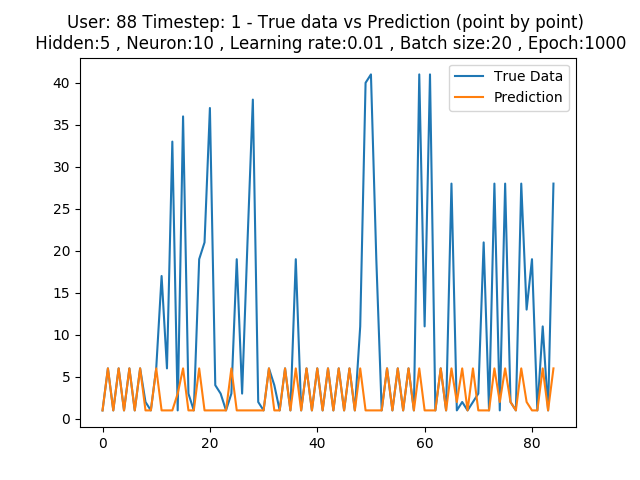 User: 88 Timestep: 1 - True data vs Prediction (point by point)
Hidden:5 , Neuron:10 , Learning rate:0.01 , Batch size:20 , Epoch:1000
True Data
Prediction
40
35
30
25
20
15
10
5
0
0 20 40 60 80